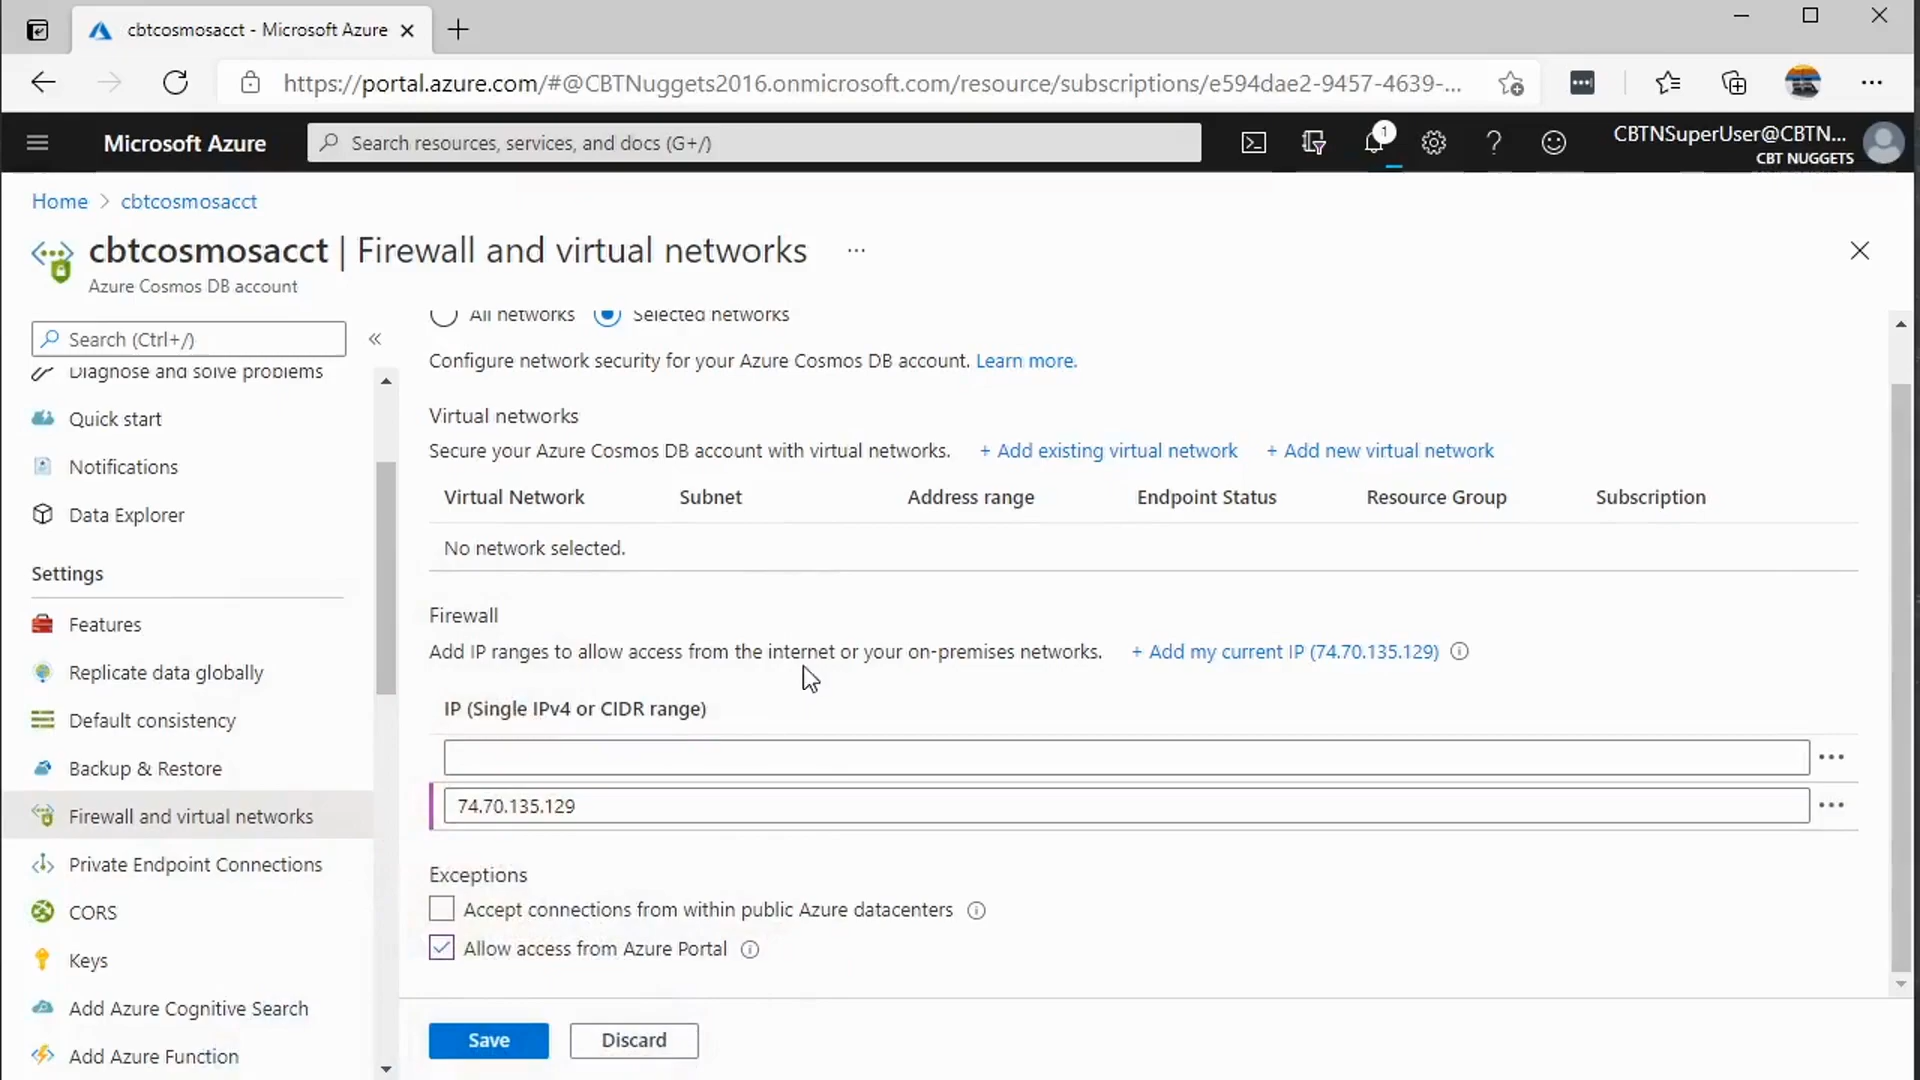 cbtcosmosacct - Microsoft Azure
https://portal.azure.com/#@CBTNuggets2016.onmicrosoft.com/resource/subscriptions/e594dae2-9457-4639-...
Microsoft Azure
Search resources, services, and docs (G+/)
1
CBTNSuperUser@CBTN...
CBT NUGGETS
Home > cbtcosmosacct
cbtcosmosacct | Firewall and virtual networks ...
Azure Cosmos DB account
Search (Ctrl+/)
Diagnose and solve problems
Quick start
Notifications
Data Explorer
Settings
Features
Replicate data globally
Default consistency
Backup & Restore
Firewall and virtual networks
Private Endpoint Connections
CORS
Keys
Add Azure Cognitive Search
Add Azure Function
All networks Selected networks
Configure network security for your Azure Cosmos DB account. Learn more.
Virtual networks
Secure your Azure Cosmos DB account with virtual networks. + Add existing virtual network + Add new virtual network
Virtual Network Subnet Address range Endpoint Status Resource Group Subscription
No network selected.
Firewall
Add IP ranges to allow access from the internet or your on-premises networks. + Add my current IP (74.70.135.129)
IP (Single IPv4 or CIDR range)
74.70.135.129
Exceptions
Accept connections from within public Azure datacenters
Allow access from Azure Portal
Save Discard